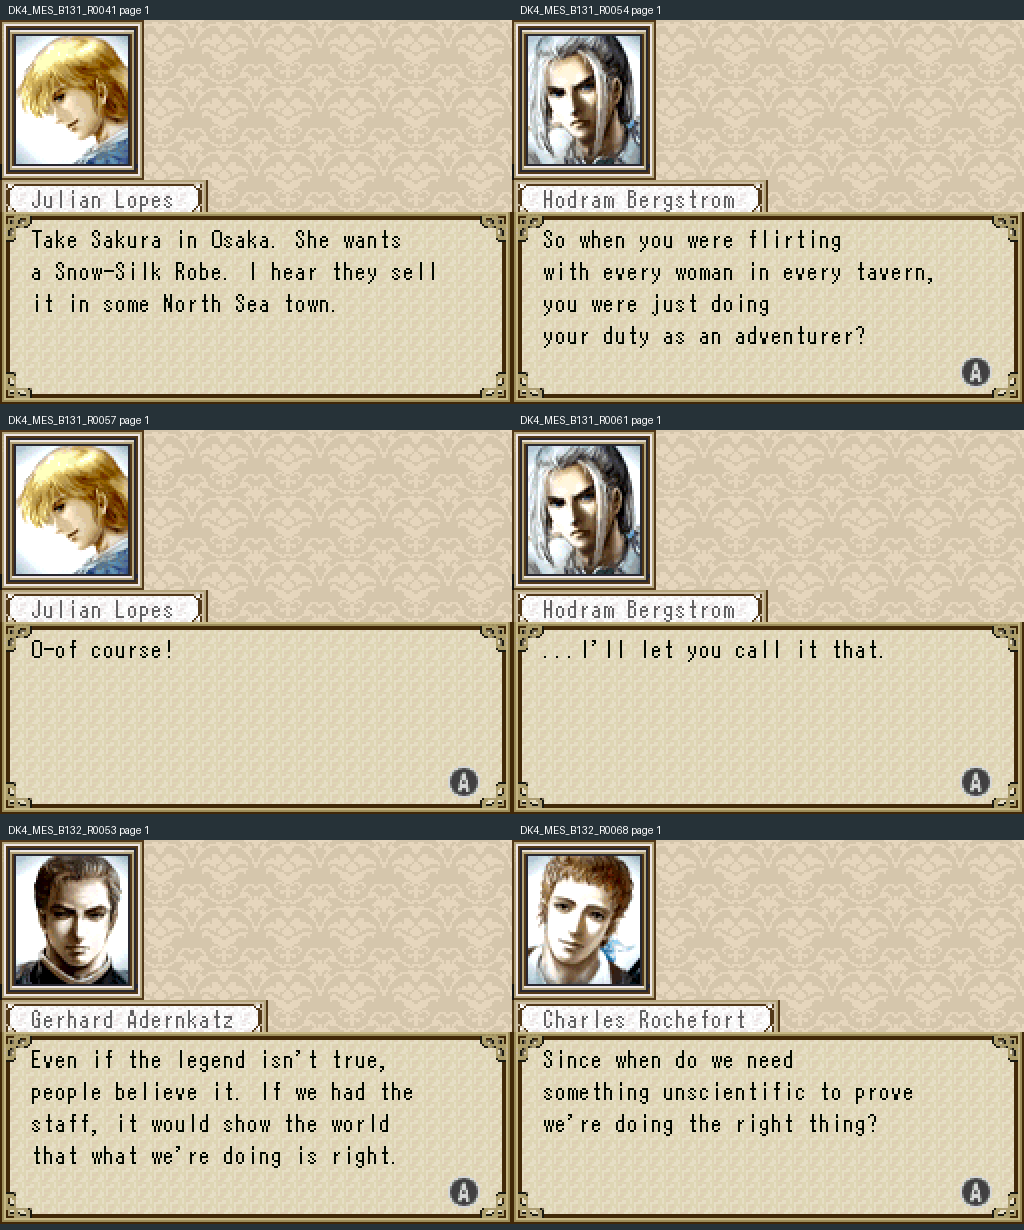 DK4_MES_B131_R0041 page 1
Julian Lopes
Take Sakura in Osaka. She wants
a Snow-Silk Robe. I hear they sell
it in some North Sea town.
DK4_MES_B131_R0054 page 1
Hodram Bergstrom
So when you were flirting
with every woman in every tavern,
you were just doing
your duty as an adventurer?
A
DK4_MES_B131_R0057 page 1
Julian Lopes
O-of course!
A
DK4_MES_B131_R0061 page 1
Hodram Bergstrom
...I'll let you call it that.
A
DK4_MES_B132_R0053 page 1
Gerhard Adernkatz
Even if the legend isn't true,
people believe it. If we had the
staff, it would show the world
that what we're doing is right.
A
DK4_MES_B132_R0068 page 1
Charles Rochefort
Since when do we need
something unscientific to prove
we're doing the right thing?
A